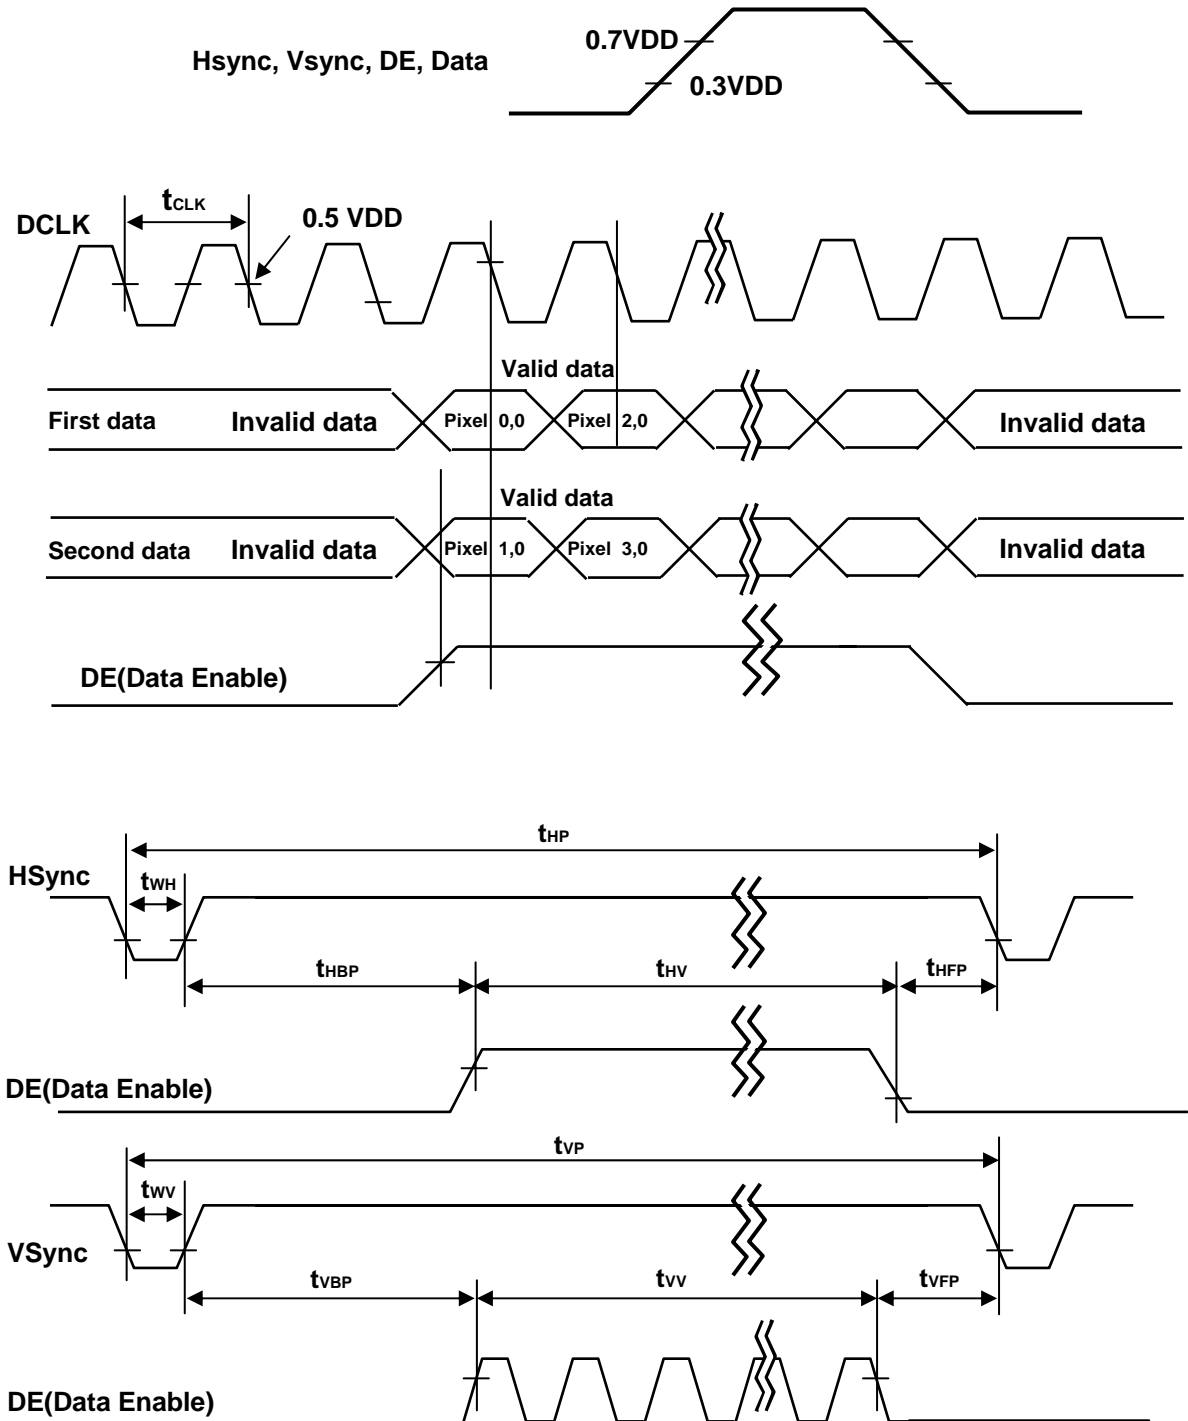 0.7VDD
Hsync, Vsync, DE, Data
0.3VDD
tCLK
DCLK
0.5 VDD
Valid data
First data Invalid data Pixel 0,0 Pixel 2,0 Invalid data
Valid data
Second data Invalid data Pixel 1,0 Pixel 3,0 Invalid data
DE(Data Enable)
tHP
HSync
tWH
tHBP tHV tHFP
DE(Data Enable)
tVP
tWV
VSync
tVBP tVV tVFP
DE(Data Enable)